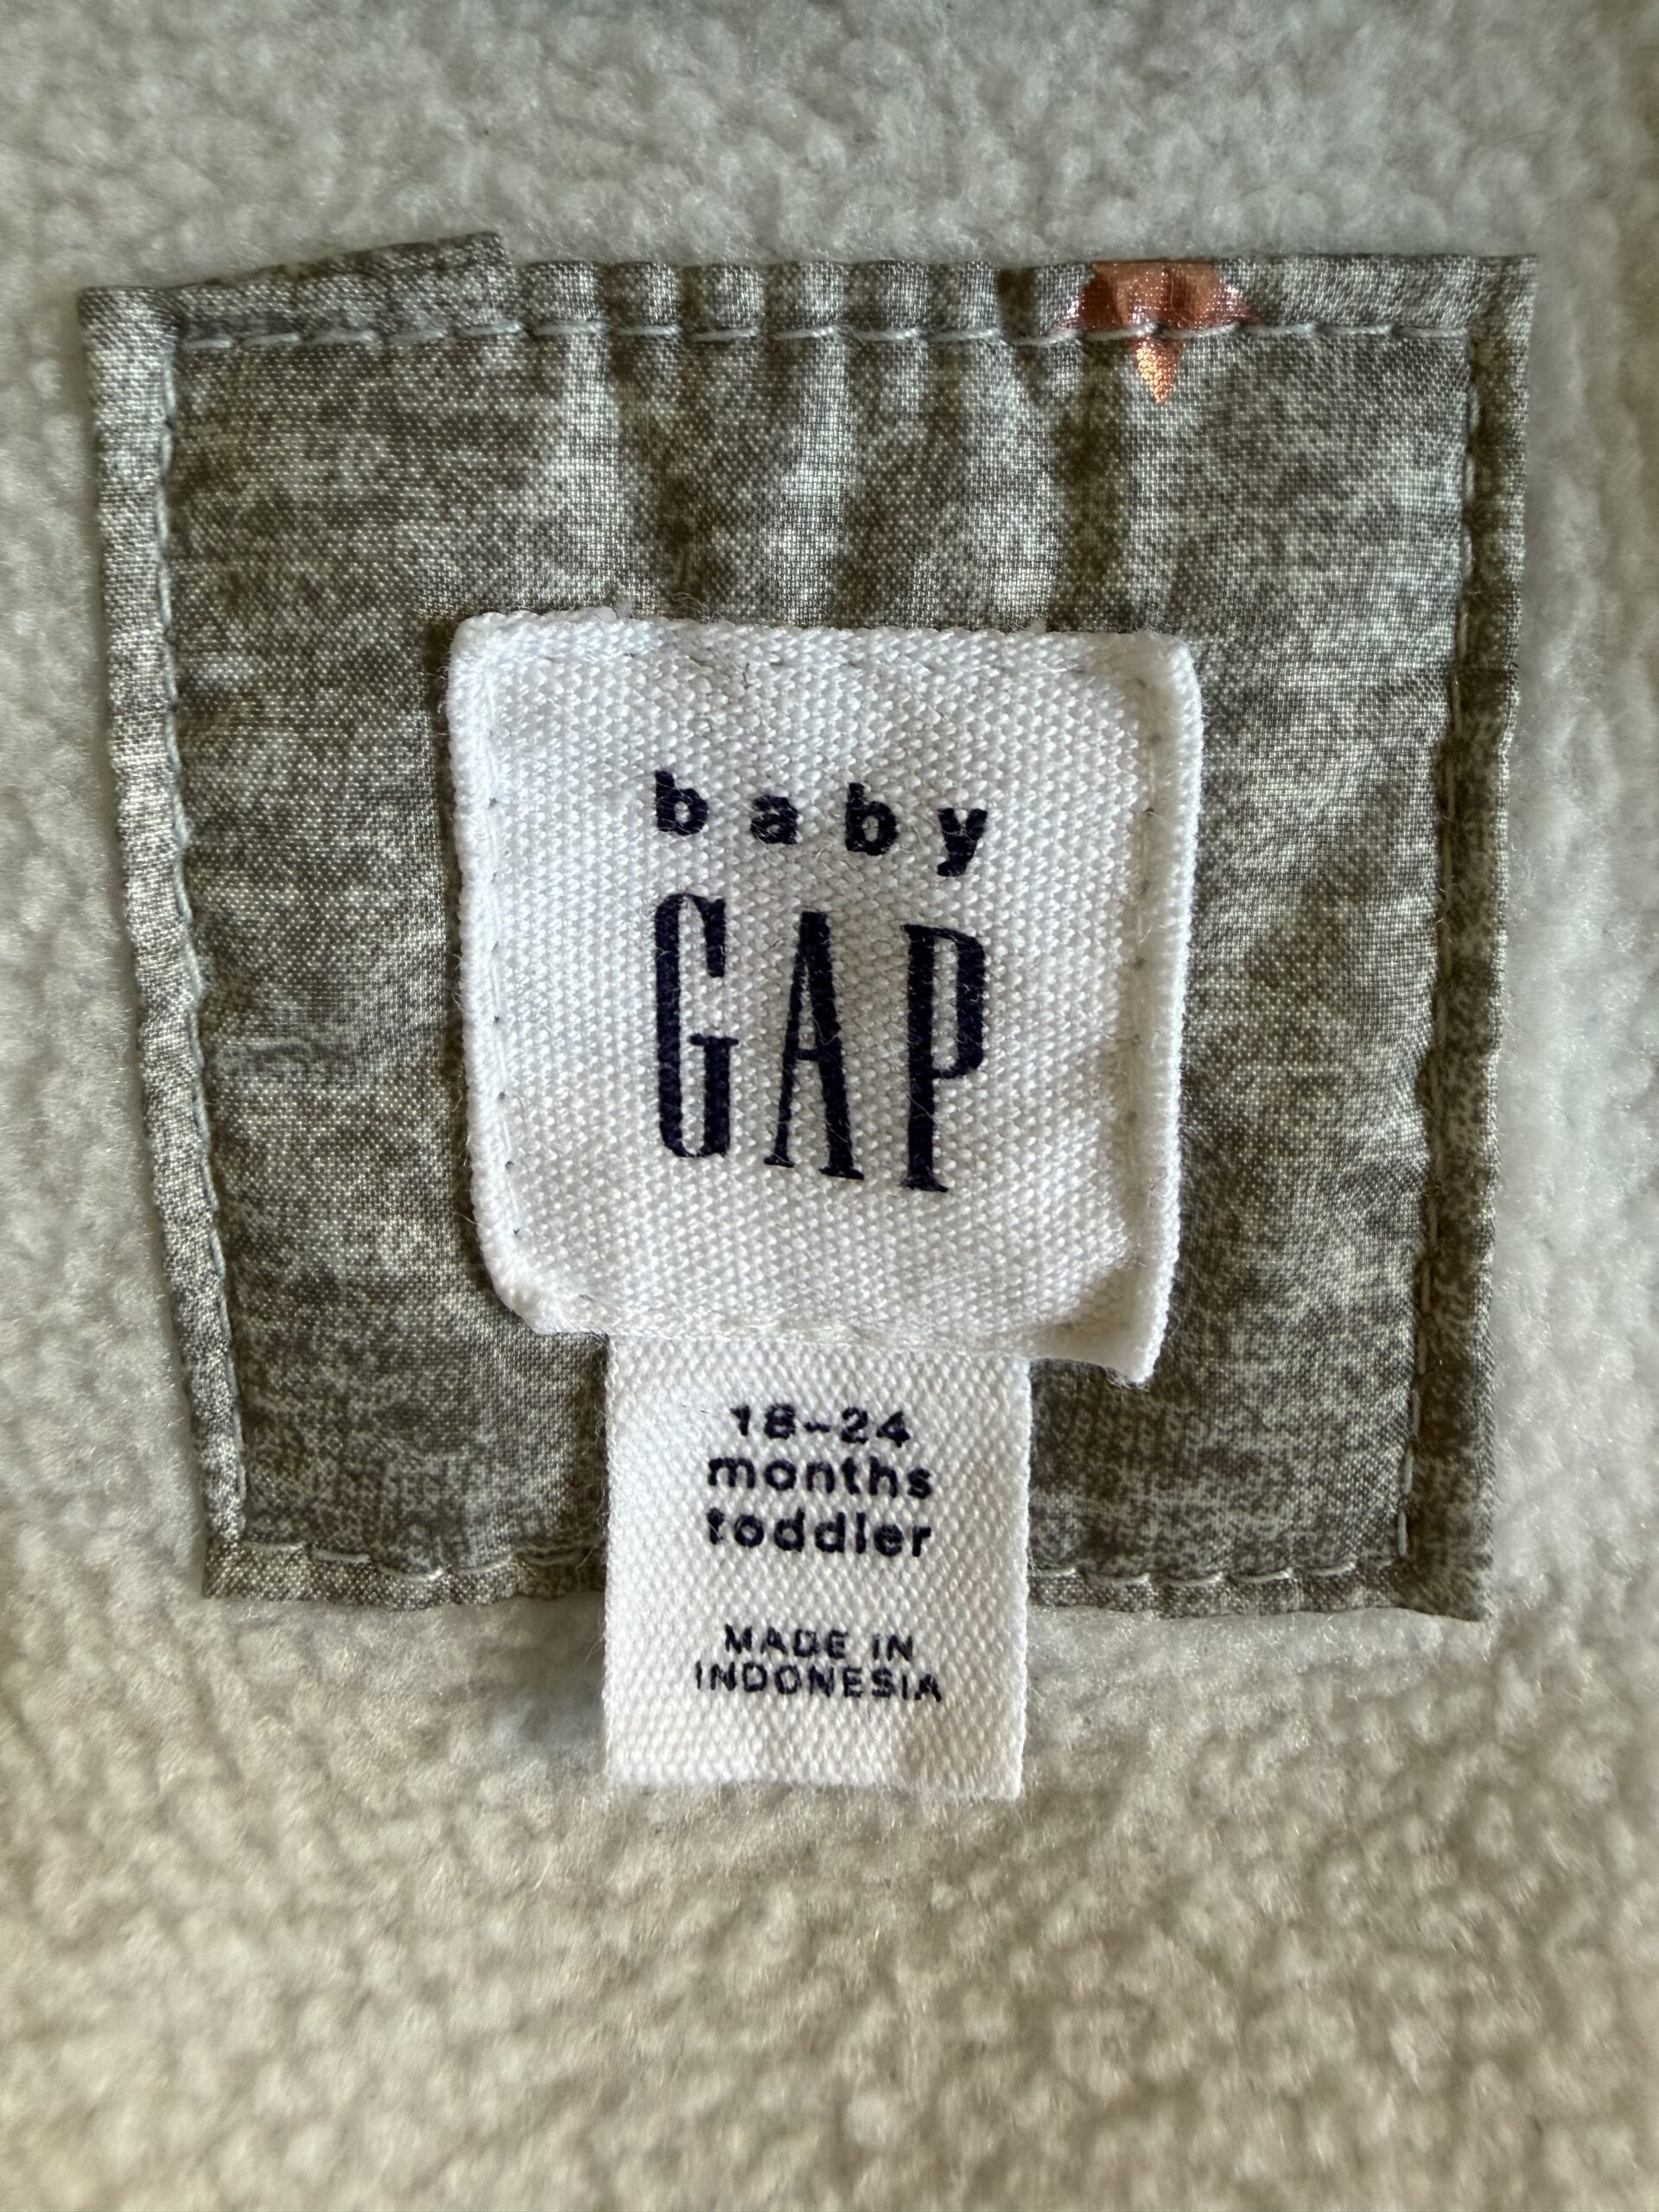 baby
GAP
18-24
months
toddler
MADE IN
INDONESIA